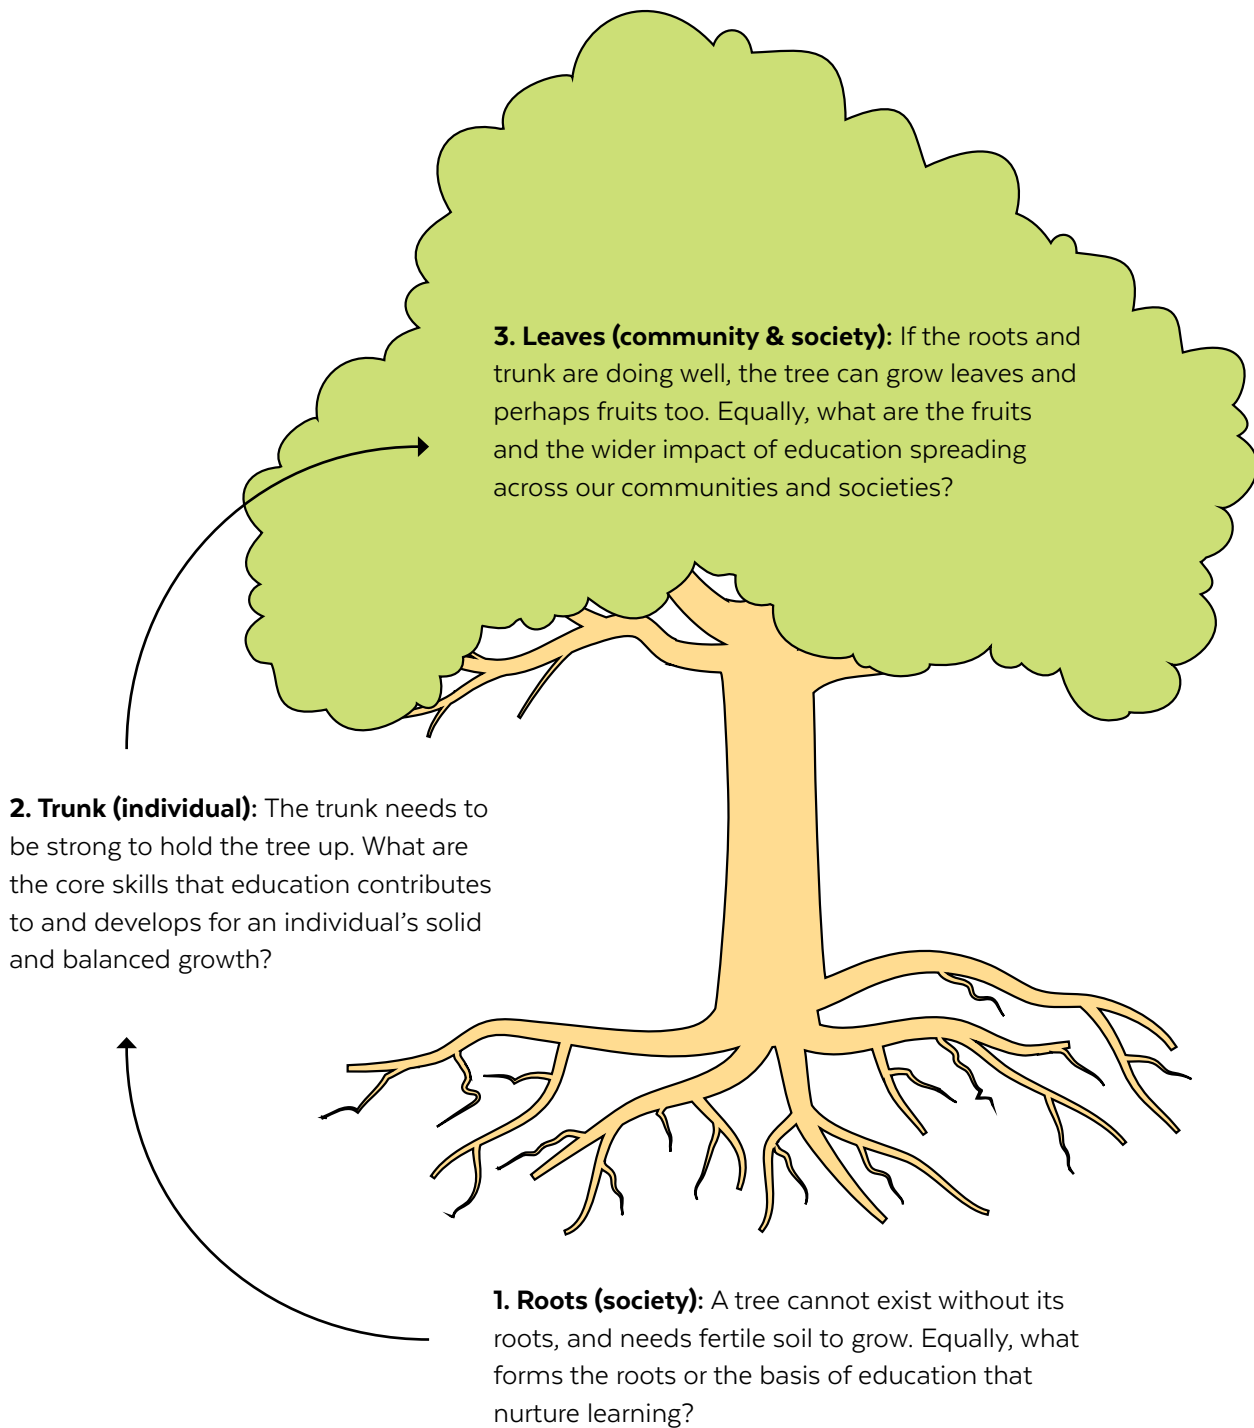 3. Leaves (community & society): If the roots and
trunk are doing well, the tree can grow leaves and
perhaps fruits too. Equally, what are the fruits
and the wider impact of education spreading
across our communities and societies?
2. Trunk (individual): The trunk needs to
be strong to hold the tree up. What are
the core skills that education contributes
to and develops for an individual’s solid
and balanced growth?
1. Roots (society): A tree cannot exist without its
roots, and needs fertile soil to grow. Equally, what
forms the roots or the basis of education that
nurture learning?